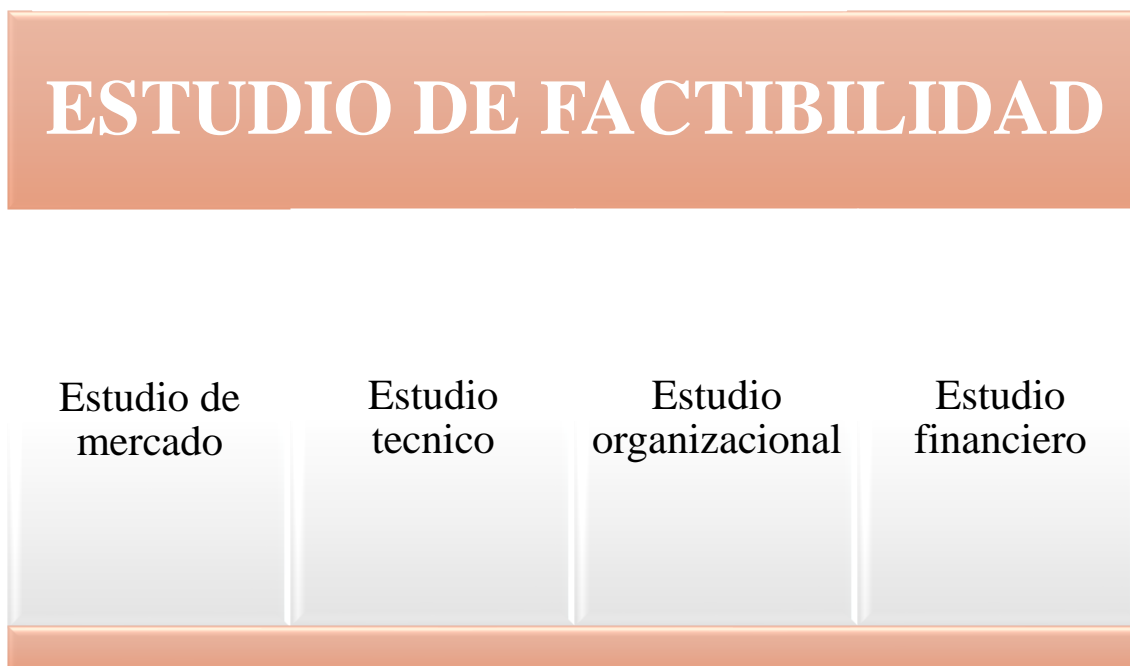 ESTUDIO DE FACTIBILIDAD
Estudio de
mercado
Estudio
tecnico
Estudio
organizacional
Estudio
financiero